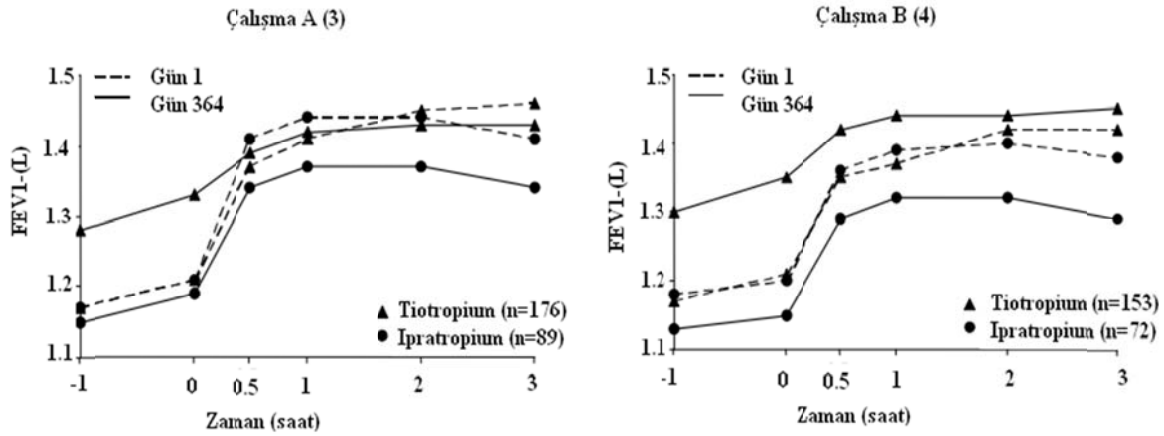 Çalışma A (3)
Gün 1
Gün 364
1.5
1.4
1.3
1.2
1.1
FEV1-(L)
Tiotropium (n=176)
Ipratropium (n=89)
-1 0 0.5 1 2 3
Zaman (saat)
Çalışma B (4)
Gün 1
Gün 364
1.5
1.4
1.3
1.2
1.1
FEV1-(L)
Tiotropium (n=153)
Ipratropium (n=72)
-1 0 0.5 1 2 3
Zaman (saat)